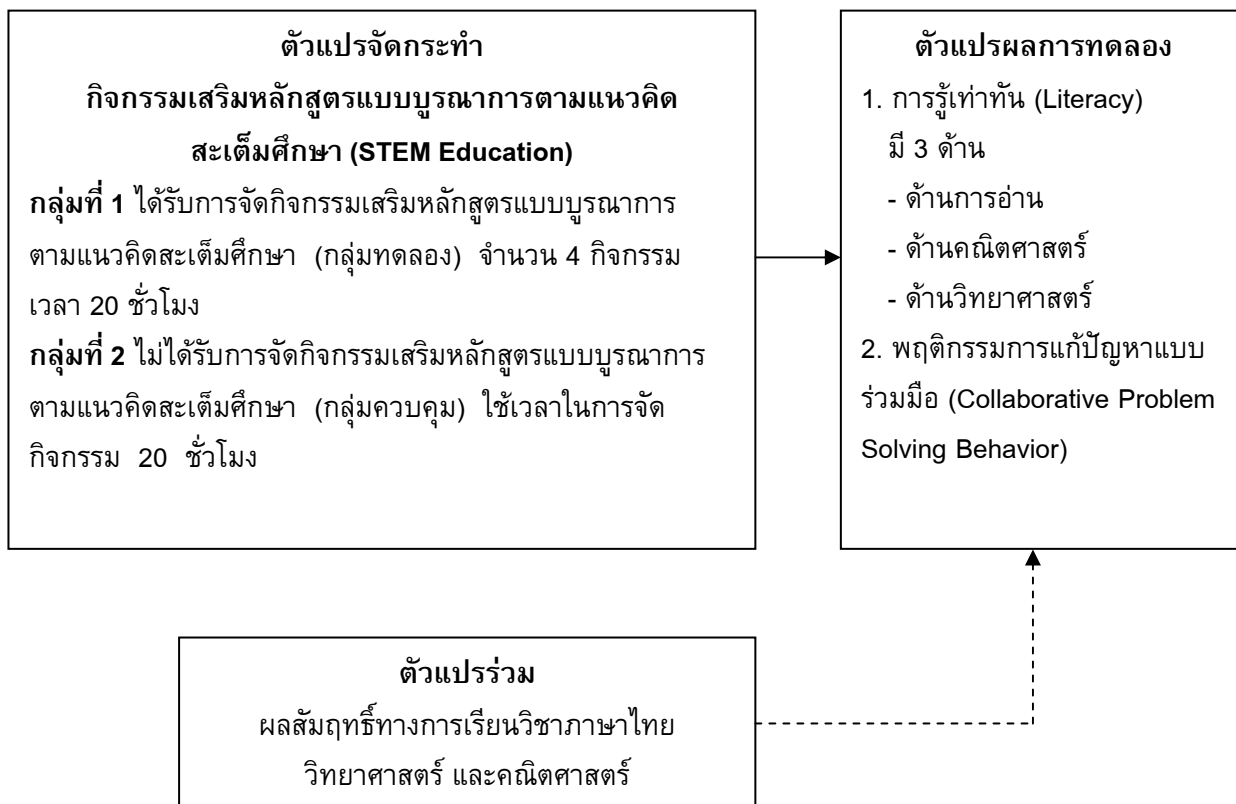 ตัวแปรจัดกระทำ
กิจกรรมเสริมหลักสูตรแบบบูรณาการตามแนวคิด
สะเต็มศึกษา (STEM Education)
กลุ่มที่ 1 ได้รับการจัดกิจกรรมเสริมหลักสูตรแบบบูรณาการ
ตามแนวคิดสะเต็มศึกษา (กลุ่มทดลอง) จำนวน 4 กิจกรรม
เวลา 20 ชั่วโมง
กลุ่มที่ 2 ไม่ได้รับการจัดกิจกรรมเสริมหลักสูตรแบบบูรณาการ
ตามแนวคิดสะเต็มศึกษา (กลุ่มควบคุม) ใช้เวลาในการจัด
กิจกรรม 20 ชั่วโมง
ตัวแปรผลการทดลอง
1. การรู้เท่าทัน (Literacy)
มี 3 ด้าน
- ด้านการอ่าน
- ด้านคณิตศาสตร์
- ด้านวิทยาศาสตร์
2. พฤติกรรมการแก้ปัญหาแบบ
ร่วมมือ (Collaborative Problem
Solving Behavior)
ตัวแปรร่วม
ผลสัมฤทธิ์ทางการเรียนวิชาภาษาไทย
วิทยาศาสตร์ และคณิตศาสตร์